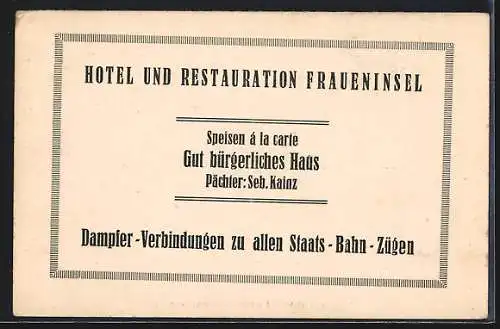 HOTEL UND RESTAURATION FRAUENINSEL
Speisen á la carte
Gut bürgerliches Haus
Pächter: Seb. Kainz
Dampfer-Verbindungen zu allen Staats-Bahn-Zügen